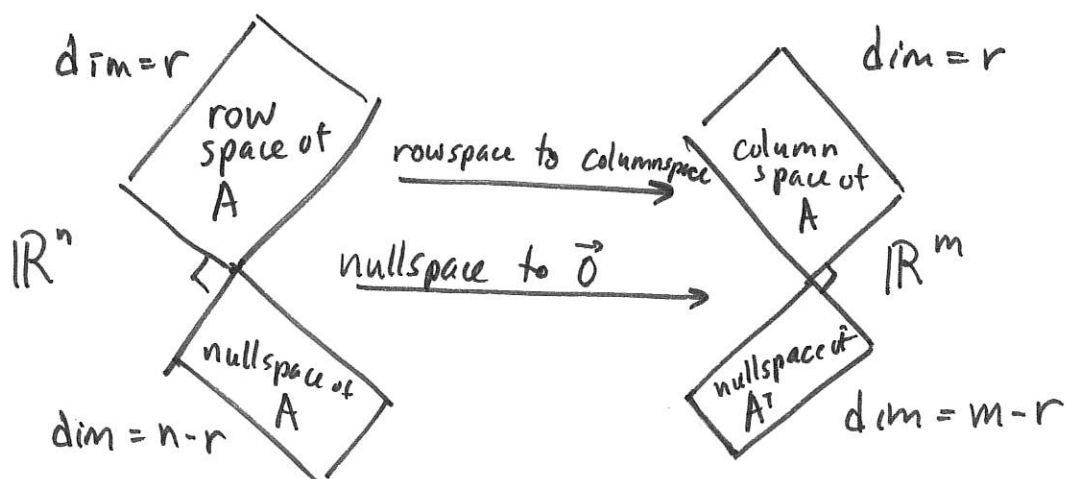 dim = r
row
space of
A
rowspace to columnspace
dim = r
column
space of
A
ℝⁿ
nullspace to 0⃗
ℝᵐ
nullspace of
A
dim = n-r
nullspace of
Aᵀ
dim = m-r